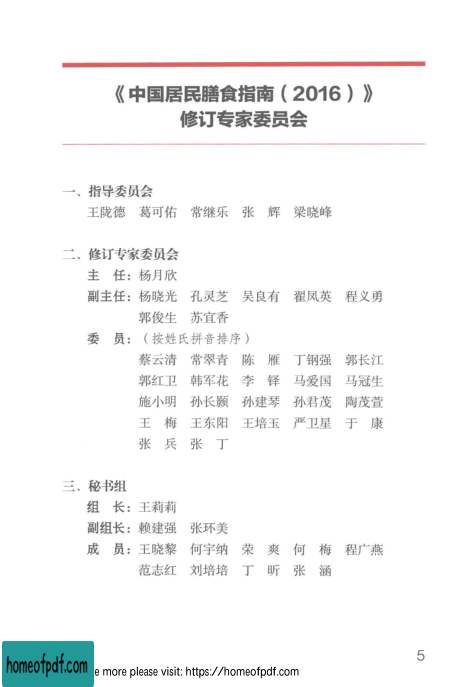 《中国居民膳食指南（2016）》
修订专家委员会
一、指导委员会
王陇德 葛可佑 常继乐 张 辉 梁晓峰
二、修订专家委员会
主 任：杨月欣
副主任：杨晓光 孔灵芝 吴良有 翟凤英 程义勇
郭俊生 苏宜香
委 员：（按姓氏拼音排序）
蔡云清 常翠青 陈 雁 丁钢强 郭长江
郭红卫 韩军花 李 铎 马爱国 马冠生
施小明 孙长颢 孙建琴 孙君茂 陶茂萱
王 梅 王东阳 王培玉 严卫星 于 康
张 兵 张 丁
三、秘书组
组 长：王莉莉
副组长：赖建强 张环美
成 员：王晓黎 何宇纳 荣 爽 何 梅 程广燕
范志红 刘培培 丁 昕 张 涵
5
homeofpdf.com
e more please visit: https://homeofpdf.com